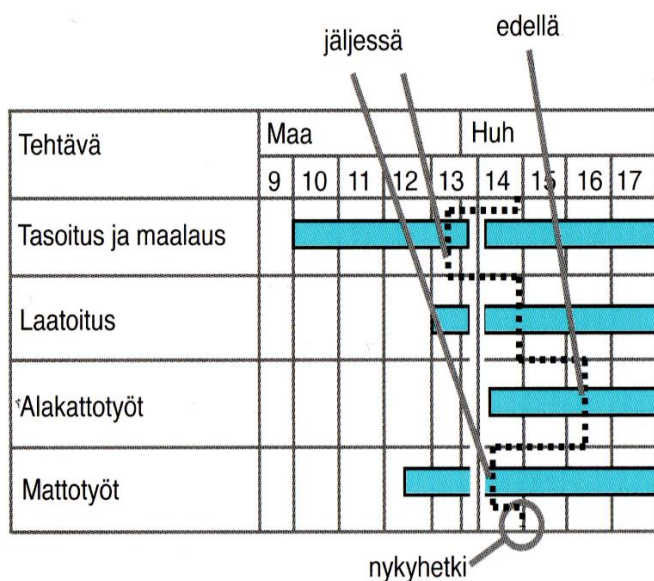 jäljessä edellä
Tehtävä Maa Huh
9 10 11 12 13 14 15 16 17
Tasoitus ja maalaus
Laatoitus
Alakattotyöt
Mattotyöt
nykyhetki